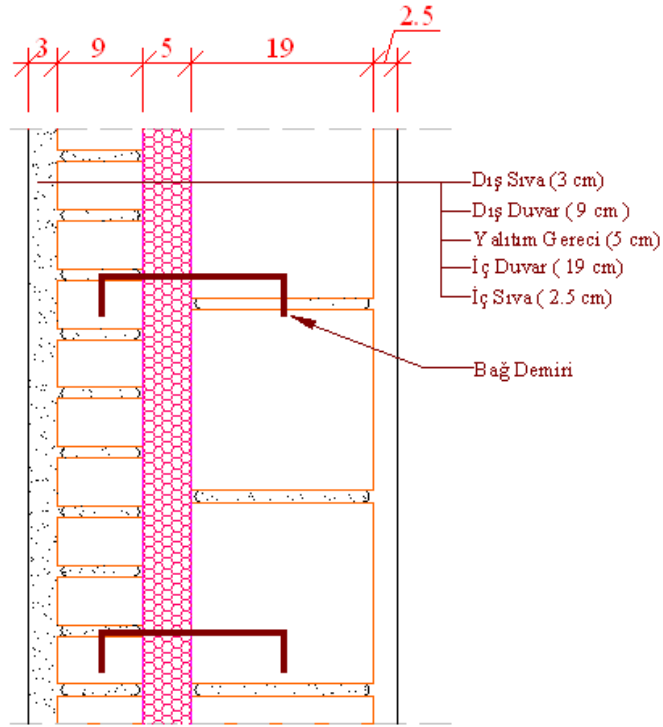 2.5
3 9 5 19
Dış Sıva (3 cm)
Dış Duvar ( 9 cm )
Yalıtım Gereci (5 cm)
İç Duvar ( 19 cm)
İç Sıva ( 2.5 cm)
Bağ Demiri